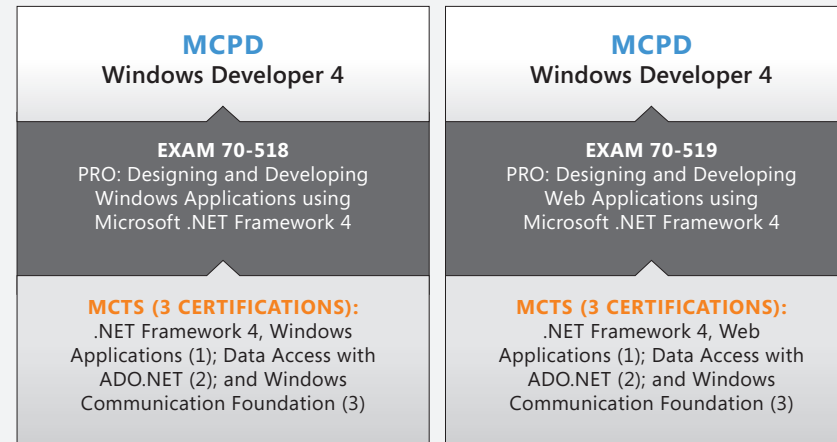 MCPD
Windows Developer 4
EXAM 70-518
PRO: Designing and Developing
Windows Applications using
Microsoft .NET Framework 4
MCTS (3 CERTIFICATIONS):
.NET Framework 4, Windows
Applications (1); Data Access with
ADO.NET (2); and Windows
Communication Foundation (3)
MCPD
Windows Developer 4
EXAM 70-519
PRO: Designing and Developing
Web Applications using
Microsoft .NET Framework 4
MCTS (3 CERTIFICATIONS):
.NET Framework 4, Web
Applications (1); Data Access with
ADO.NET (2); and Windows
Communication Foundation (3)